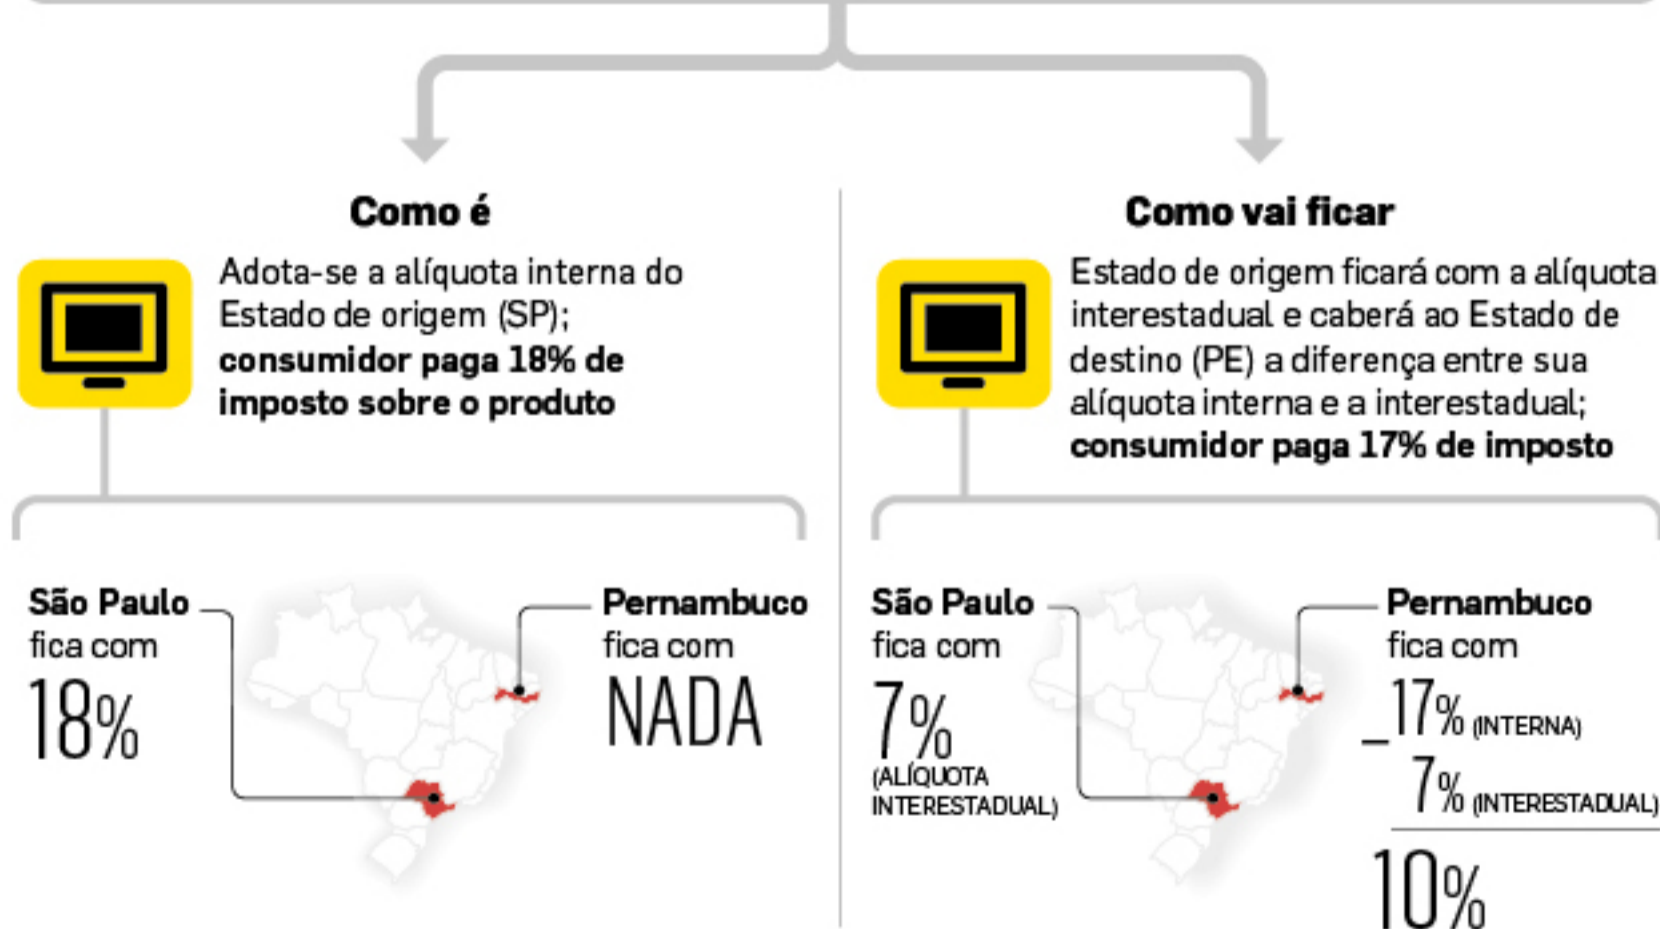 Como é
Adota-se a alíquota interna do
Estado de origem (SP);
consumidor paga 18% de
imposto sobre o produto
São Paulo
fica com
18%
Pernambuco
fica com
NADA
Como vai ficar
Estado de origem ficará com a alíquota
interestadual e caberá ao Estado de
destino (PE) a diferença entre sua
alíquota interna e a interestadual;
consumidor paga 17% de imposto
São Paulo
fica com
7%
(ALÍQUOTA
INTERESTADUAL)
Pernambuco
fica com
17% (INTERNA)
– 7% (INTERESTADUAL)
10%